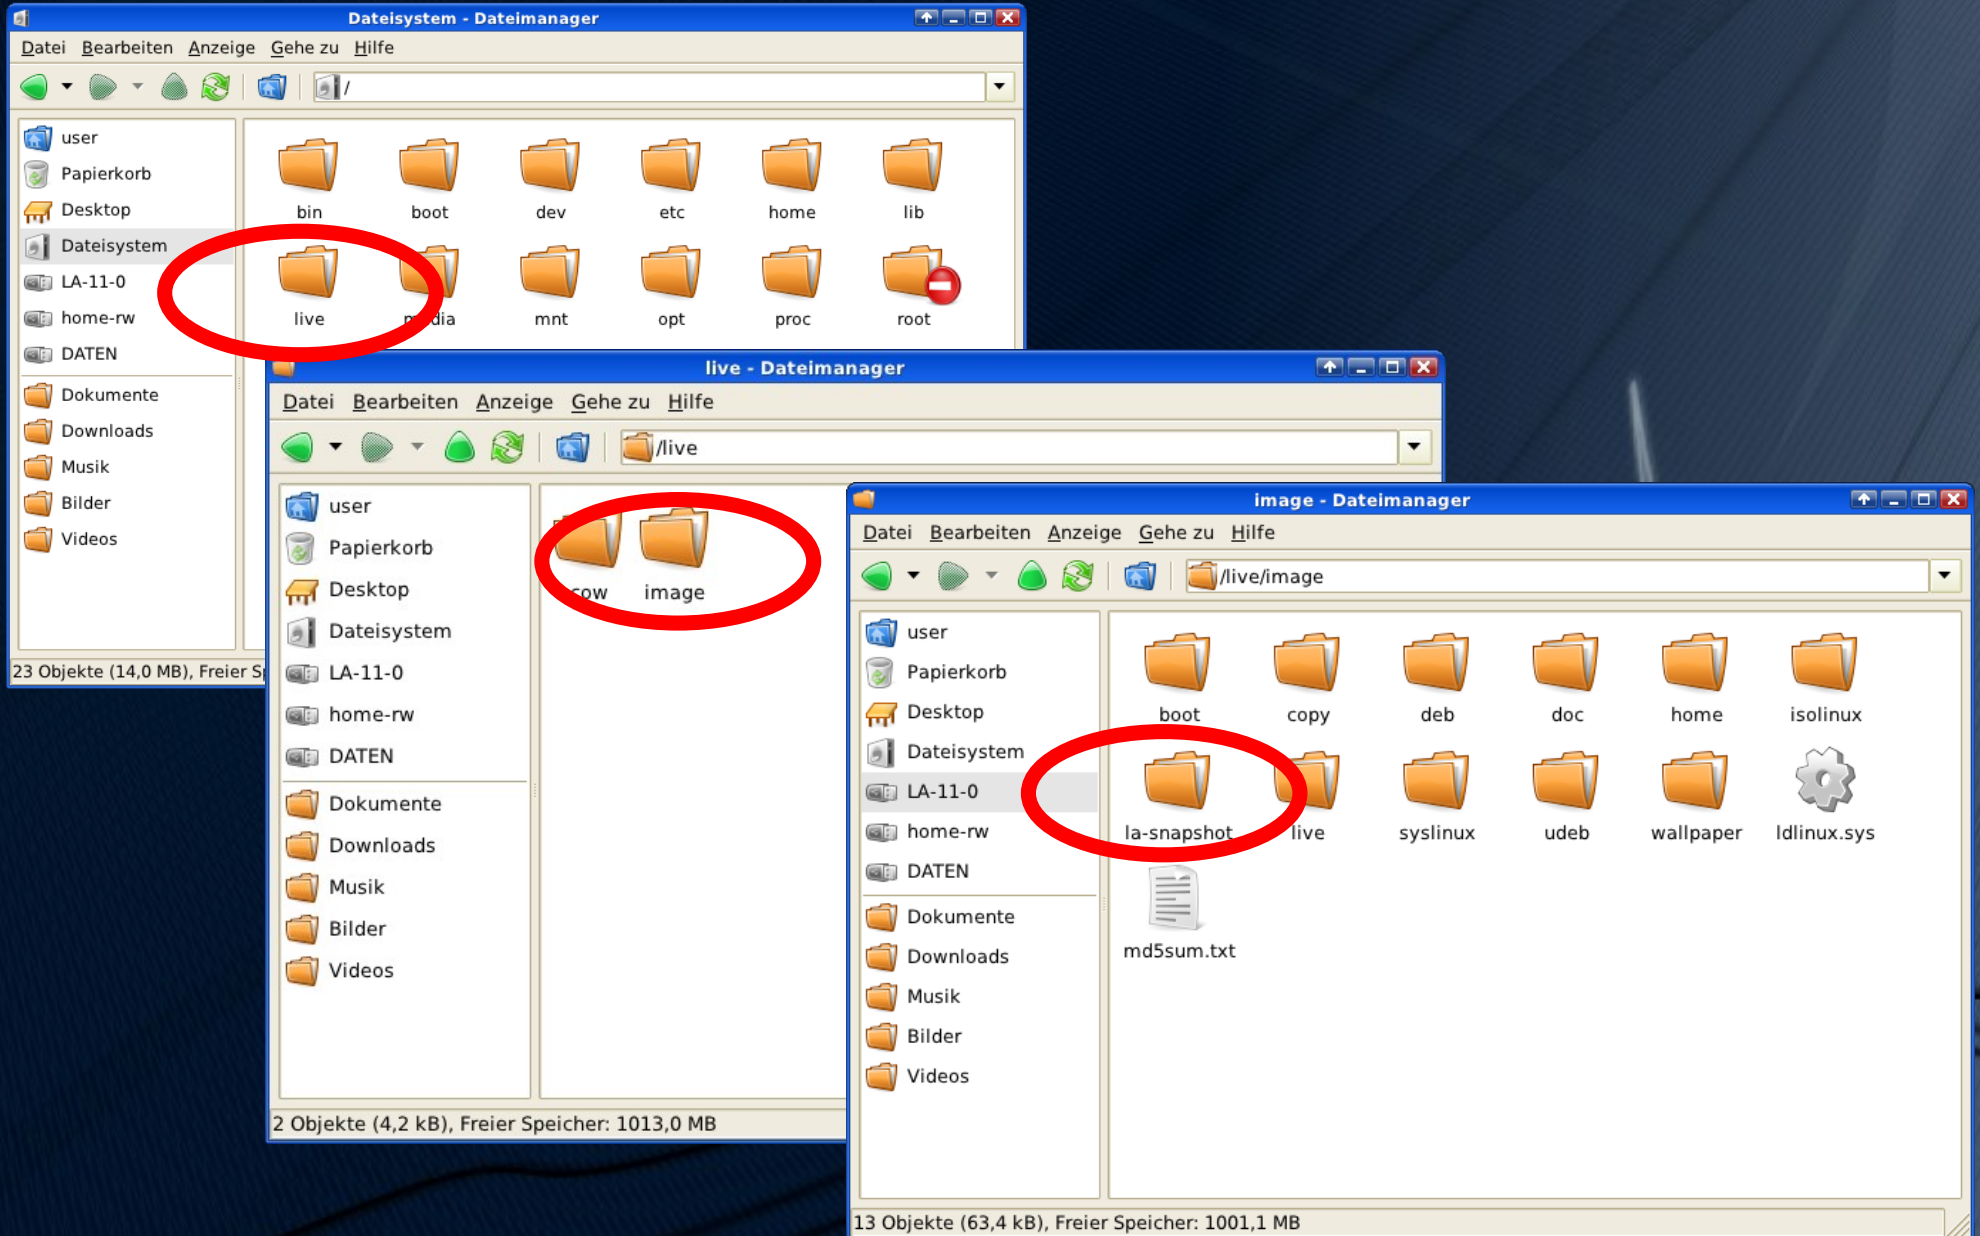 Dateisystem - Dateimanager
Datei Bearbeiten Anzeige Gehe zu Hilfe
/
user
Papierkorb
Desktop
Dateisystem
LA-11-0
home-rw
DATEN
Dokumente
Downloads
Musik
Bilder
Videos
bin boot dev etc home lib
live media mnt opt proc root
23 Objekte (14,0 MB), Freier
live - Dateimanager
Datei Bearbeiten Anzeige Gehe zu Hilfe
/live
user
Papierkorb
Desktop
Dateisystem
LA-11-0
home-rw
DATEN
Dokumente
Downloads
Musik
Bilder
Videos
cow image
2 Objekte (4,2 kB), Freier Speicher: 1013,0 MB
image - Dateimanager
Datei Bearbeiten Anzeige Gehe zu Hilfe
/live/image
user
Papierkorb
Desktop
Dateisystem
LA-11-0
home-rw
DATEN
Dokumente
Downloads
Musik
Bilder
Videos
boot copy deb doc home isolinux
la-snapshot live syslinux udeb wallpaper ldlinux.sys
md5sum.txt
13 Objekte (63,4 kB), Freier Speicher: 1001,1 MB